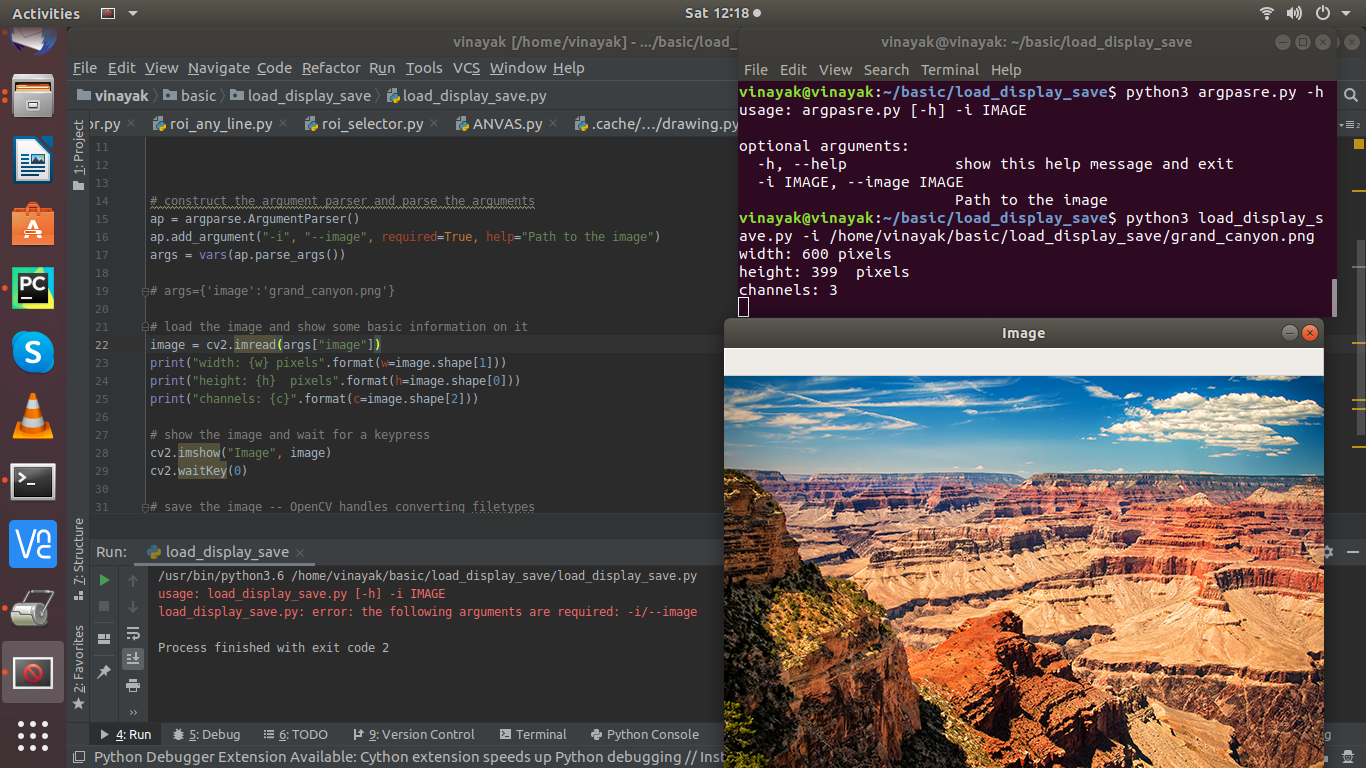 Activities
Sat 12:18
vinayak [/home/vinayak] - .../basic/load_
File Edit View Navigate Code Refactor Run Tools VCS Window Help
vinayak basic load_display_save load_display_save.py
or.py roi_any_line.py roi_selector.py ANVAS.py .cache/.../drawing.py
2
1: Project
7: Structure
2: Favorites
11
12
13
14 # construct the argument parser and parse the arguments
15 ap = argparse.ArgumentParser()
16 ap.add_argument("-i", "--image", required=True, help="Path to the image")
17 args = vars(ap.parse_args())
18
19 # args={'image':'grand_canyon.png'}
20
21 # load the image and show some basic information on it
22 image = cv2.imread(args["image"])
23 print("width: {w} pixels".format(w=image.shape[1]))
24 print("height: {h}  pixels".format(h=image.shape[0]))
25 print("channels: {c}".format(c=image.shape[2]))
26
27 # show the image and wait for a keypress
28 cv2.imshow("Image", image)
29 cv2.waitKey(0)
30
31 # save the image -- OpenCV handles converting filetypes
Run: load_display_save
/usr/bin/python3.6 /home/vinayak/basic/load_display_save/load_display_save.py
usage: load_display_save.py [-h] -i IMAGE
load_display_save.py: error: the following arguments are required: -i/--image
Process finished with exit code 2
4: Run 5: Debug 6: TODO 9: Version Control Terminal Python Console
Python Debugger Extension Available: Cython extension speeds up Python debugging // Inst
vinayak@vinayak: ~/basic/load_display_save
File Edit View Search Terminal Help
vinayak@vinayak:~/basic/load_display_save$ python3 argpasre.py -h
usage: argpasre.py [-h] -i IMAGE
optional arguments:
-h, --help show this help message and exit
-i IMAGE, --image IMAGE
Path to the image
vinayak@vinayak:~/basic/load_display_save$ python3 load_display_s
ave.py -i /home/vinayak/basic/load_display_save/grand_canyon.png
width: 600 pixels
height: 399  pixels
channels: 3
Image
PC
S
V2